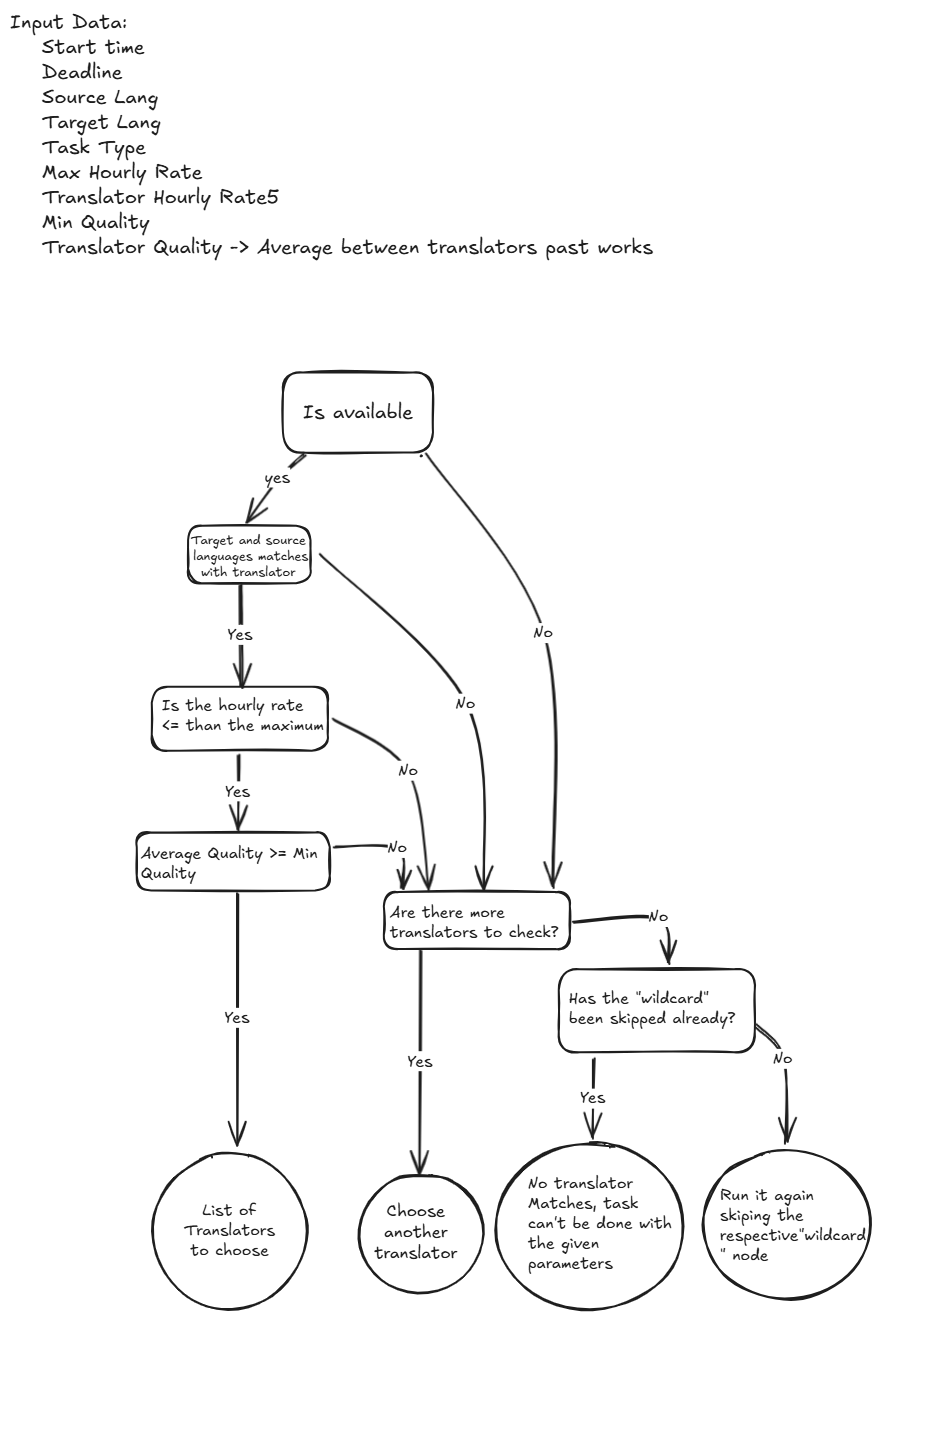 Input Data:
Start time
Deadline
Source Lang
Target Lang
Task Type
Max Hourly Rate
Translator Hourly Rate5
Min Quality
Translator Quality -> Average between translators past works
Is available
yes
Target and source
languages matches
with translator
No
Yes
Is the hourly rate
<= than the maximum
No
No
Yes
Average Quality >= Min
Quality
No
Are there more
translators to check?
No
Has the "wildcard"
been skipped already?
Yes
Yes
No
Yes
List of
Translators
to choose
Choose
another
translator
No translator
Matches, task
can't be done with
the given
parameters
Run it again
skiping the
respective"wildcard
" node